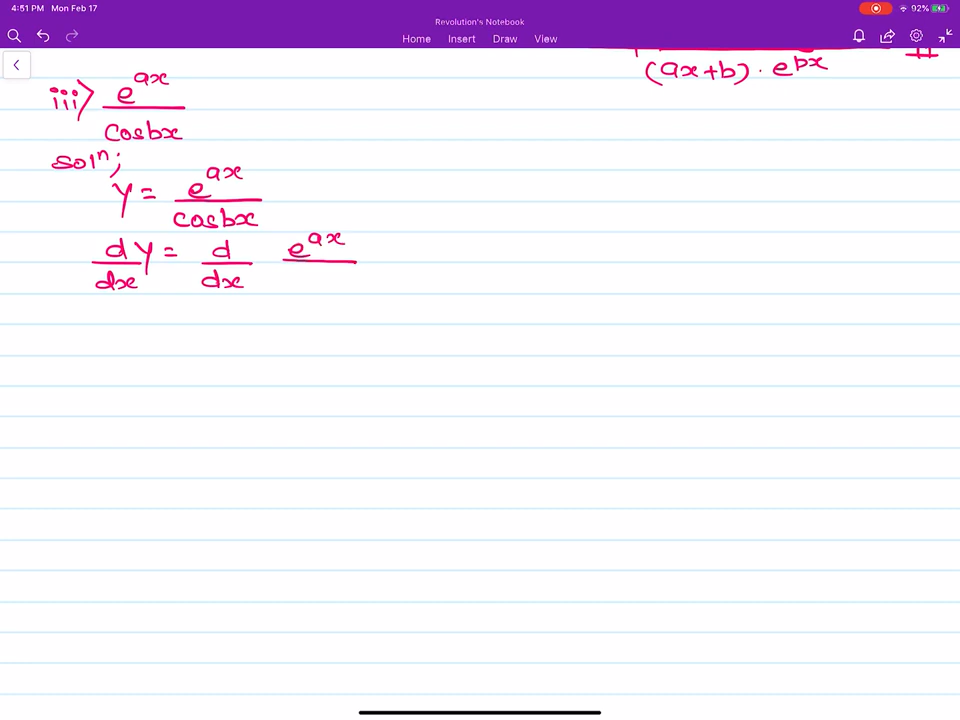 4:51 PM Mon Feb 17
92%
Revolution's Notebook
Home Insert Draw View
(ax+b) · e^bx
iii> e^ax
cosbx
solⁿ;
y = e^ax
cosbx
d y = d e^ax
dx dx